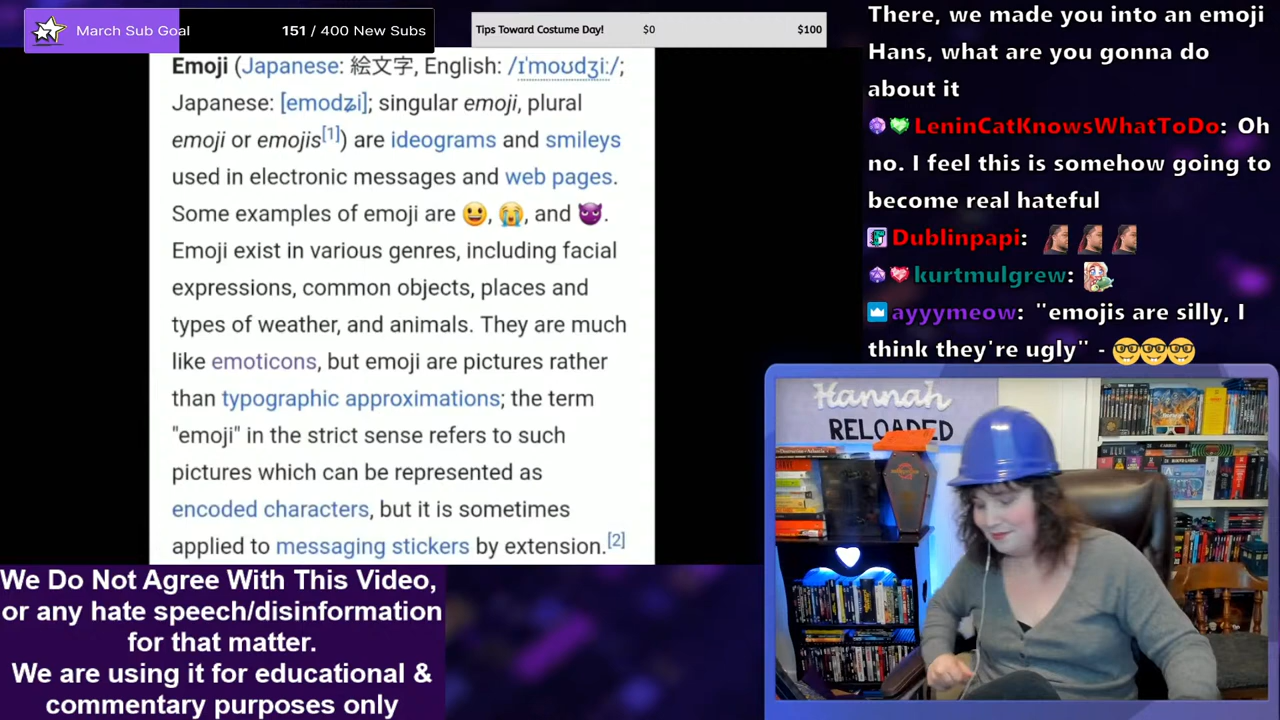 March Sub Goal 151 / 400 New Subs
Tips Toward Costume Day! $0 $100
Emoji (Japanese: 絵文字, English: /ɪˈmoʊdʒiː/;
Japanese: [emodʑi]; singular emoji, plural
emoji or emojis[1]) are ideograms and smileys
used in electronic messages and web pages.
Some examples of emoji are 😃, 😭, and 😈.
Emoji exist in various genres, including facial
expressions, common objects, places and
types of weather, and animals. They are much
like emoticons, but emoji are pictures rather
than typographic approximations; the term
"emoji" in the strict sense refers to such
pictures which can be represented as
encoded characters, but it is sometimes
applied to messaging stickers by extension.[2]
We Do Not Agree With This Video,
or any hate speech/disinformation
for that matter.
We are using it for educational &
commentary purposes only
There, we made you into an emoji
Hans, what are you gonna do
about it
LeninCatKnowsWhatToDo: Oh
no. I feel this is somehow going to
become real hateful
Dublinpapi:
kurtmulgrew:
ayyymeow: "emojis are silly, I
think they're ugly" - 🤓🤓🤓
Hannah
RELOADED